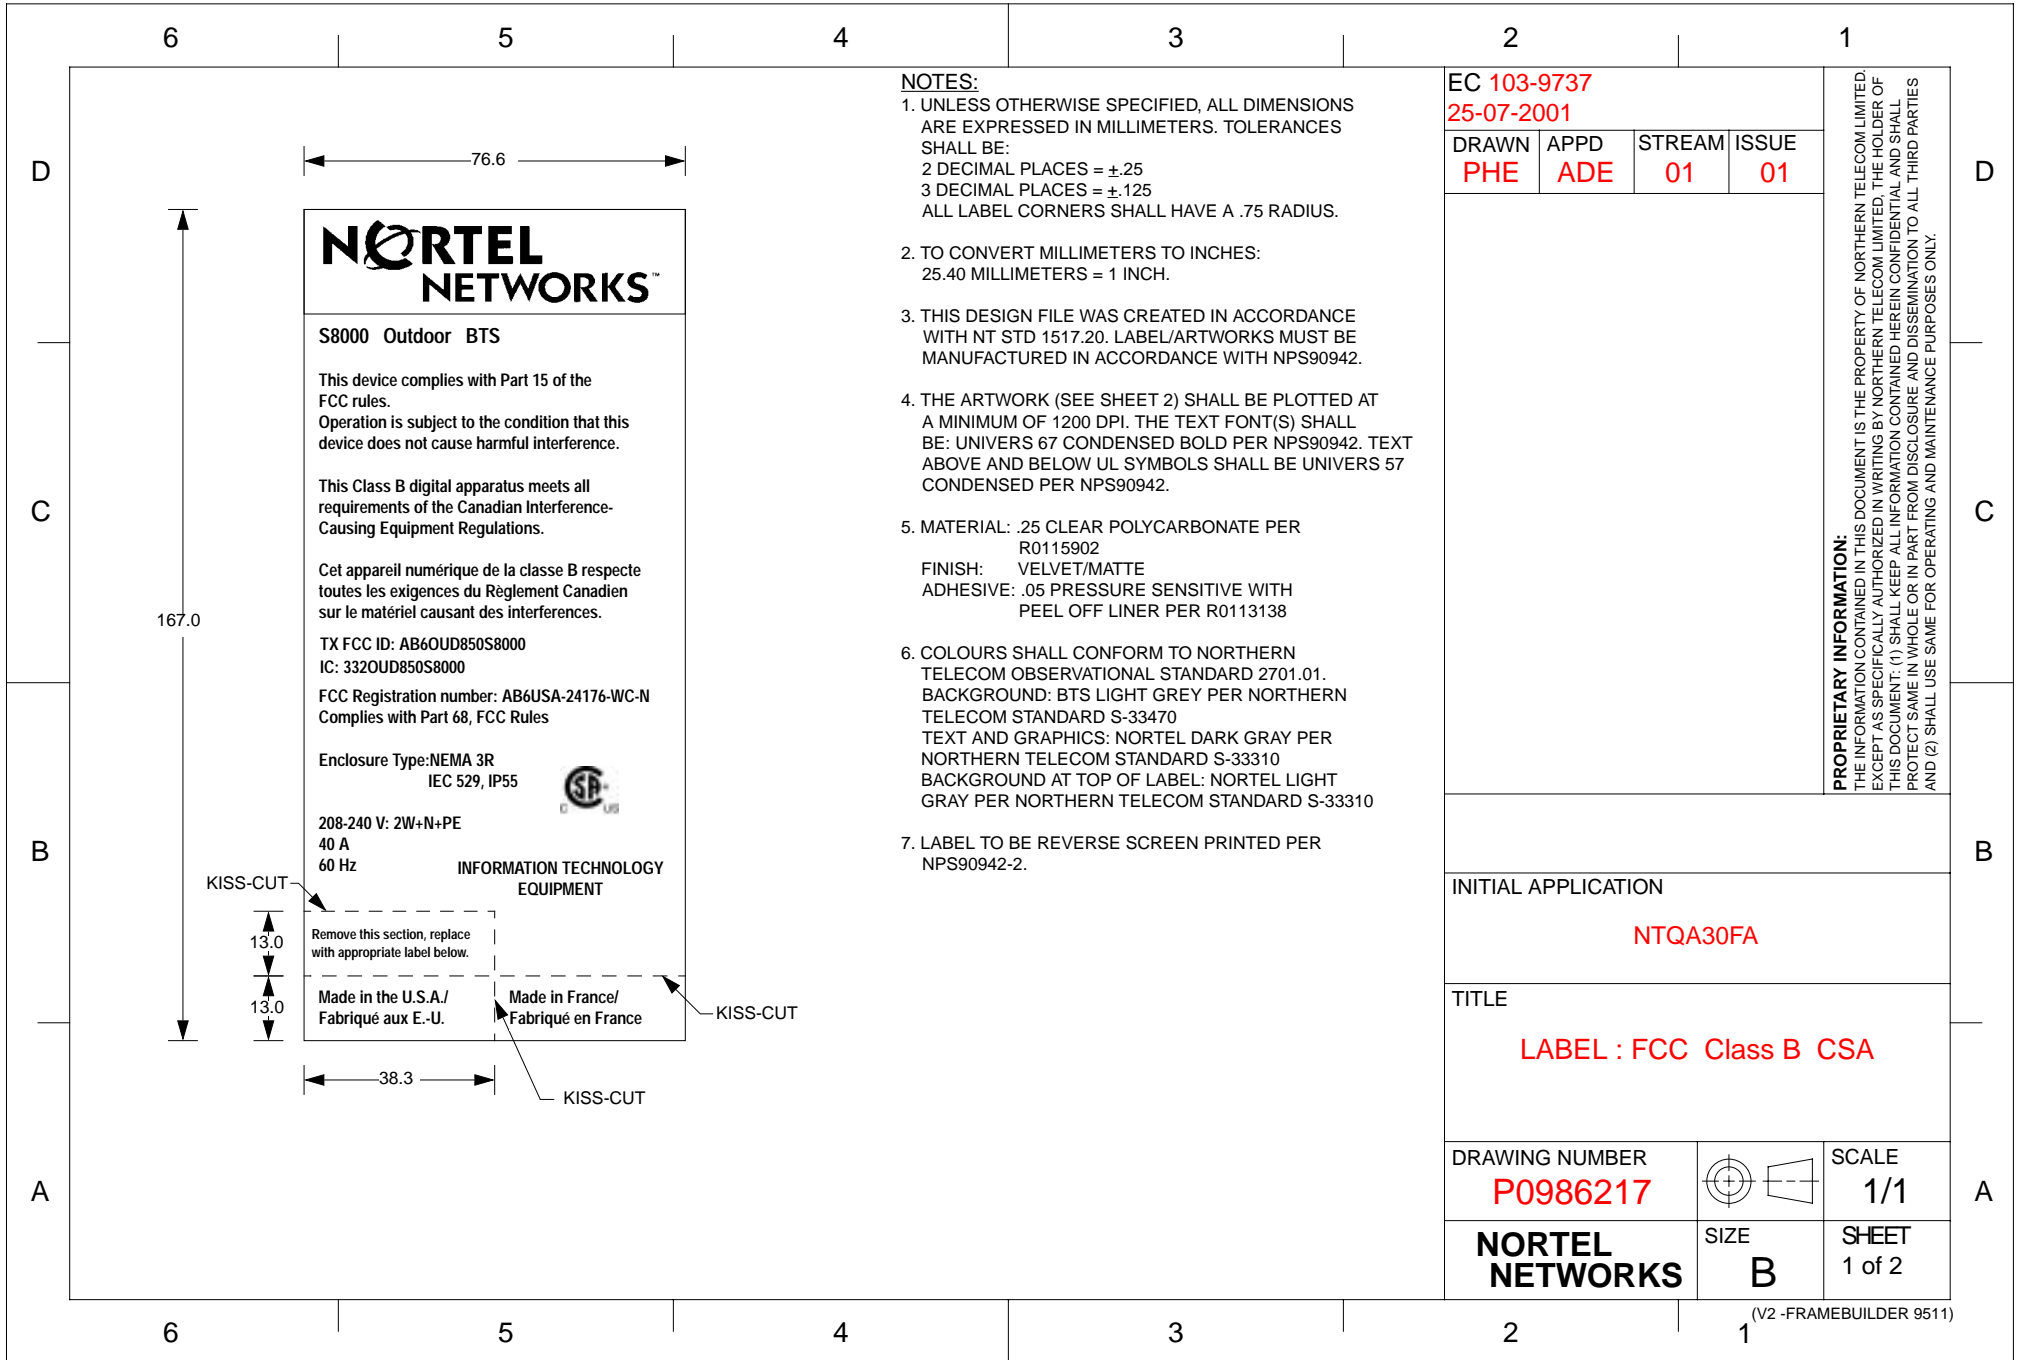 6 5 4 3 2 1
D
C
B
A
76.6
167.0
NORTEL
NETWORKS™
S8000 Outdoor BTS
This device complies with Part 15 of the
FCC rules.
Operation is subject to the condition that this
device does not cause harmful interference.
This Class B digital apparatus meets all
requirements of the Canadian Interference-
Causing Equipment Regulations.
Cet appareil numérique de la classe B respecte
toutes les exigences du Règlement Canadien
sur le matériel causant des interferences.
TX FCC ID: AB6OUD850S8000
IC: 332OUD850S8000
FCC Registration number: AB6USA-24176-WC-N
Complies with Part 68, FCC Rules
Enclosure Type:NEMA 3R
IEC 529, IP55
C SA US
208-240 V: 2W+N+PE
40 A
60 Hz
INFORMATION TECHNOLOGY
EQUIPMENT
KISS-CUT
13.0
Remove this section, replace
with appropriate label below.
13.0
Made in the U.S.A./
Fabriqué aux E.-U.
Made in France/
Fabriqué en France
KISS-CUT
38.3
KISS-CUT
NOTES:
1. UNLESS OTHERWISE SPECIFIED, ALL DIMENSIONS
ARE EXPRESSED IN MILLIMETERS. TOLERANCES
SHALL BE:
2 DECIMAL PLACES = ±.25
3 DECIMAL PLACES = ±.125
ALL LABEL CORNERS SHALL HAVE A .75 RADIUS.
2. TO CONVERT MILLIMETERS TO INCHES:
25.40 MILLIMETERS = 1 INCH.
3. THIS DESIGN FILE WAS CREATED IN ACCORDANCE
WITH NT STD 1517.20. LABEL/ARTWORKS MUST BE
MANUFACTURED IN ACCORDANCE WITH NPS90942.
4. THE ARTWORK (SEE SHEET 2) SHALL BE PLOTTED AT
A MINIMUM OF 1200 DPI. THE TEXT FONT(S) SHALL
BE: UNIVERS 67 CONDENSED BOLD PER NPS90942. TEXT
ABOVE AND BELOW UL SYMBOLS SHALL BE UNIVERS 57
CONDENSED PER NPS90942.
5. MATERIAL: .25 CLEAR POLYCARBONATE PER
R0115902
FINISH: VELVET/MATTE
ADHESIVE: .05 PRESSURE SENSITIVE WITH
PEEL OFF LINER PER R0113138
6. COLOURS SHALL CONFORM TO NORTHERN
TELECOM OBSERVATIONAL STANDARD 2701.01.
BACKGROUND: BTS LIGHT GREY PER NORTHERN
TELECOM STANDARD S-33470
TEXT AND GRAPHICS: NORTEL DARK GRAY PER
NORTHERN TELECOM STANDARD S-33310
BACKGROUND AT TOP OF LABEL: NORTEL LIGHT
GRAY PER NORTHERN TELECOM STANDARD S-33310
7. LABEL TO BE REVERSE SCREEN PRINTED PER
NPS90942-2.
EC 103-9737
25-07-2001
DRAWN APPD STREAM ISSUE
PHE ADE 01 01
PROPRIETARY INFORMATION:
THE INFORMATION CONTAINED IN THIS DOCUMENT IS THE PROPERTY OF NORTHERN TELECOM LIMITED.
EXCEPT AS SPECIFICALLY AUTHORIZED IN WRITING BY NORTHERN TELECOM LIMITED, THE HOLDER OF
THIS DOCUMENT: (1) SHALL KEEP ALL INFORMATION CONTAINED HEREIN CONFIDENTIAL AND SHALL
PROTECT SAME IN WHOLE OR IN PART FROM DISCLOSURE AND DISSEMINATION TO ALL THIRD PARTIES
AND (2) SHALL USE SAME FOR OPERATING AND MAINTENANCE PURPOSES ONLY.
INITIAL APPLICATION
NTQA30FA
TITLE
LABEL : FCC Class B CSA
DRAWING NUMBER
P0986217
SCALE
1/1
NORTEL
NETWORKS
SIZE
B
SHEET
1 of 2
D
C
B
A
(V2 -FRAMEBUILDER 9511)
6 5 4 3 2 1